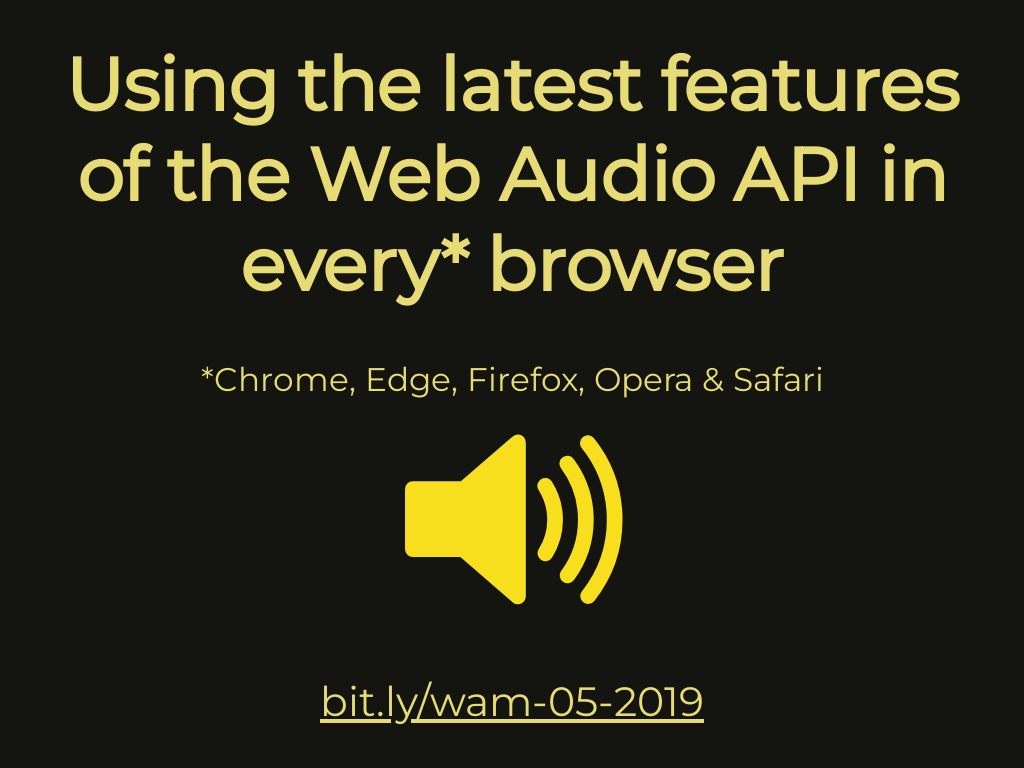 Using the latest features
of the Web Audio API in
every* browser
*Chrome, Edge, Firefox, Opera & Safari
bit.ly/wam-05-2019